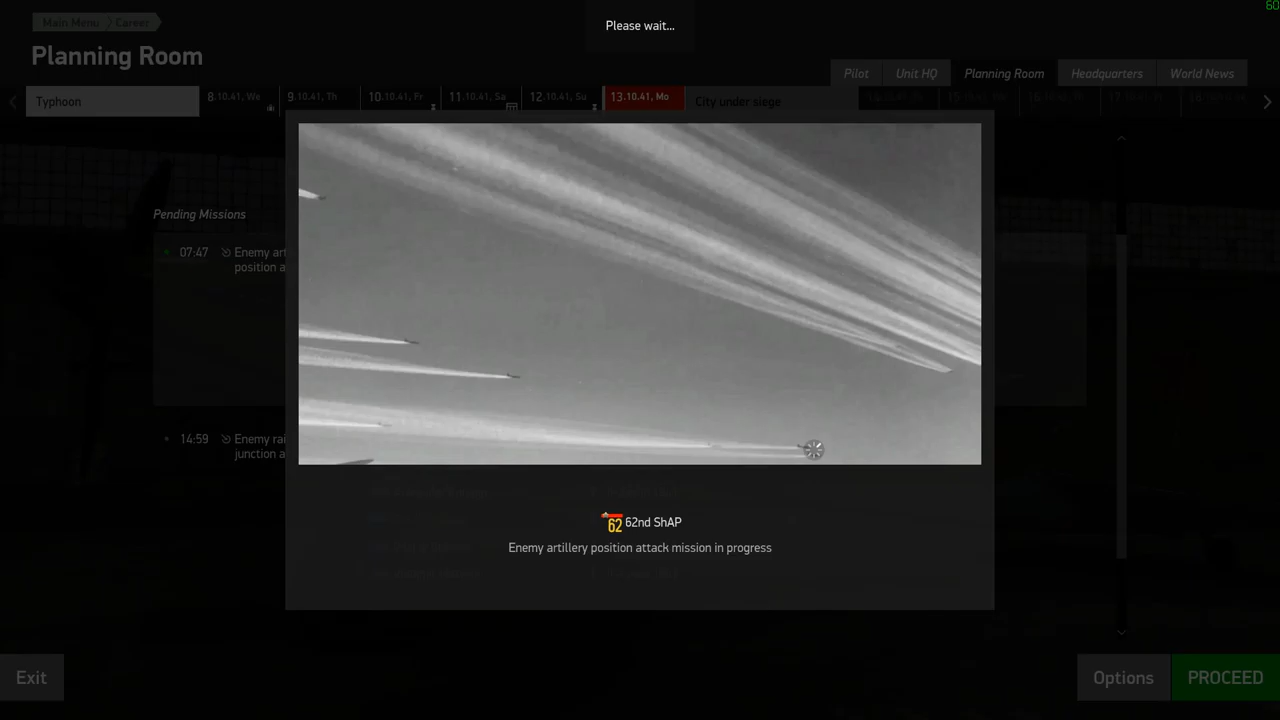 60
Please wait...
Main Menu
Career
Planning Room
Pilot
Unit HQ
Planning Room
Headquarters
World News
Typhoon
8.10.41, We
9.10.41, Th
10.10.41, Fr
11.10.41, Sa
12.10.41, Su
13.10.41, Mo
City under siege
Pending Missions
07:47
Enemy art
position a
14:59
Enemy rai
junction a
62
62nd ShAP
Enemy artillery position attack mission in progress
Exit
Options
PROCEED